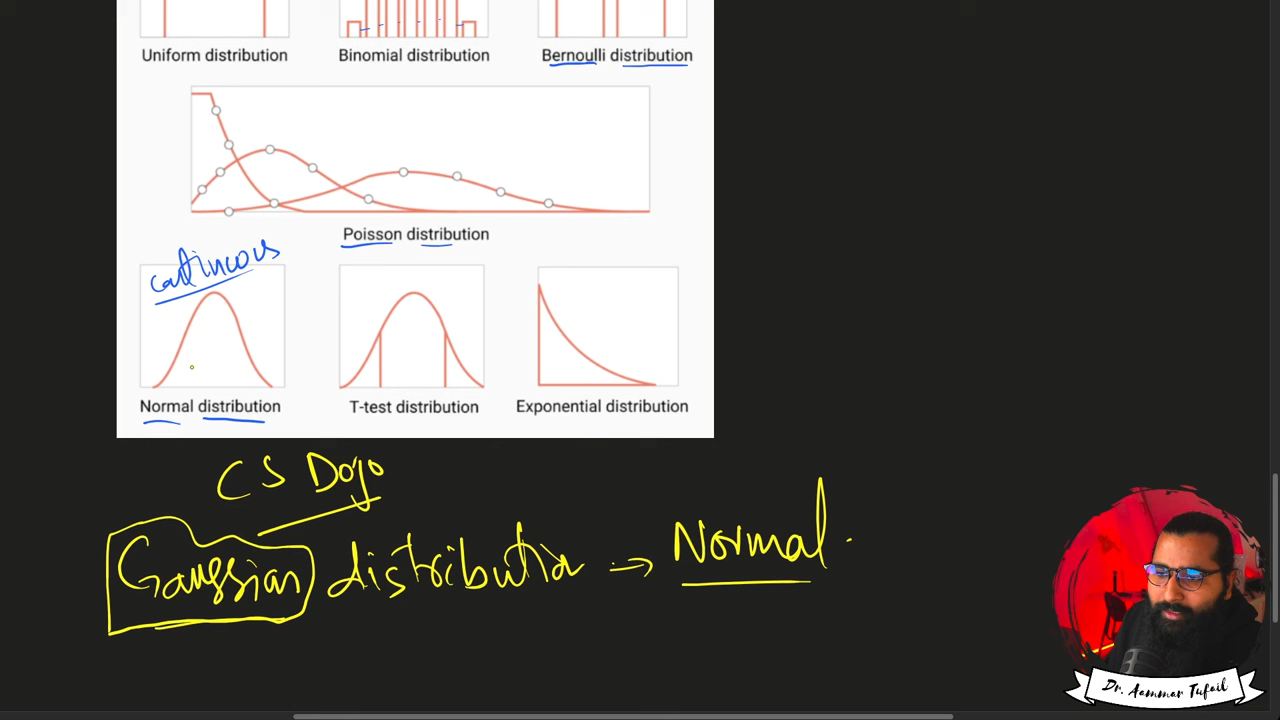 Uniform distribution
Binomial distribution
Bernoulli distribution
Poisson distribution
continuous
Normal distribution
T-test distribution
Exponential distribution
CS Dojo
Gaussian distribution → Normal
Dr. Aammar Tufail